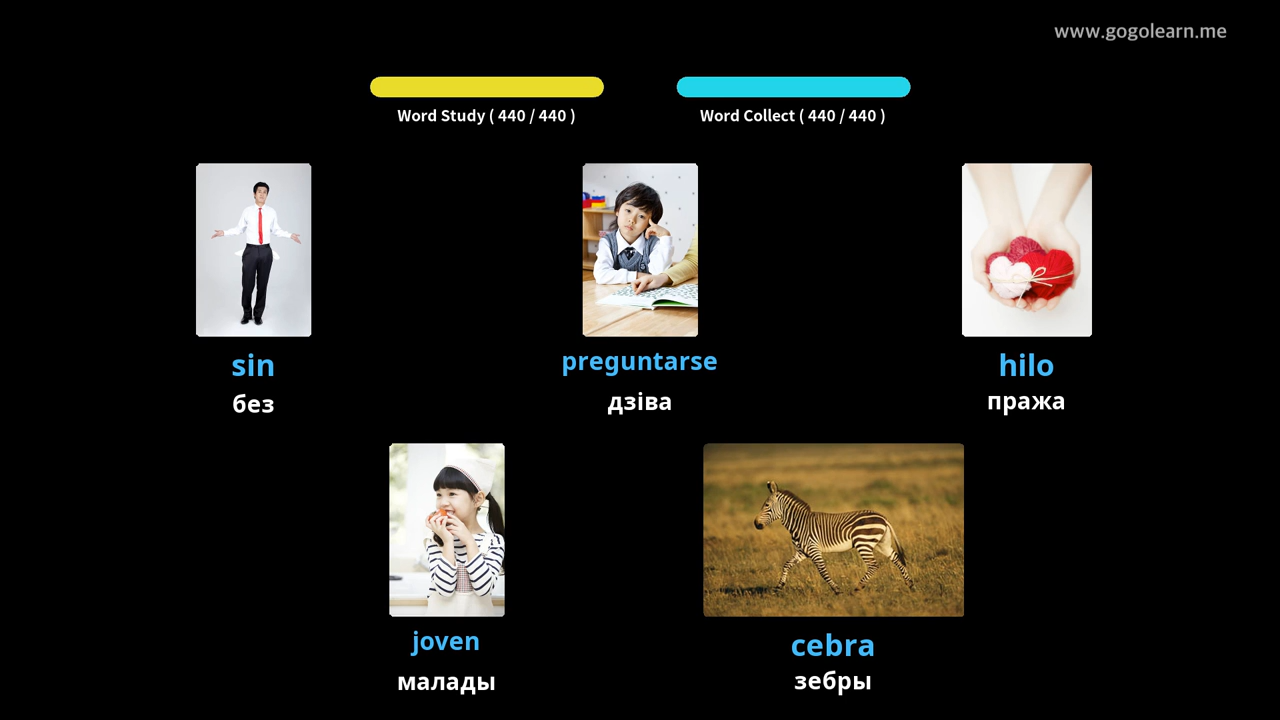 www.gogolearn.me
Word Study ( 440 / 440 )
Word Collect ( 440 / 440 )
sin
без
preguntarse
дзіва
hilo
пража
joven
малады
cebra
зебры